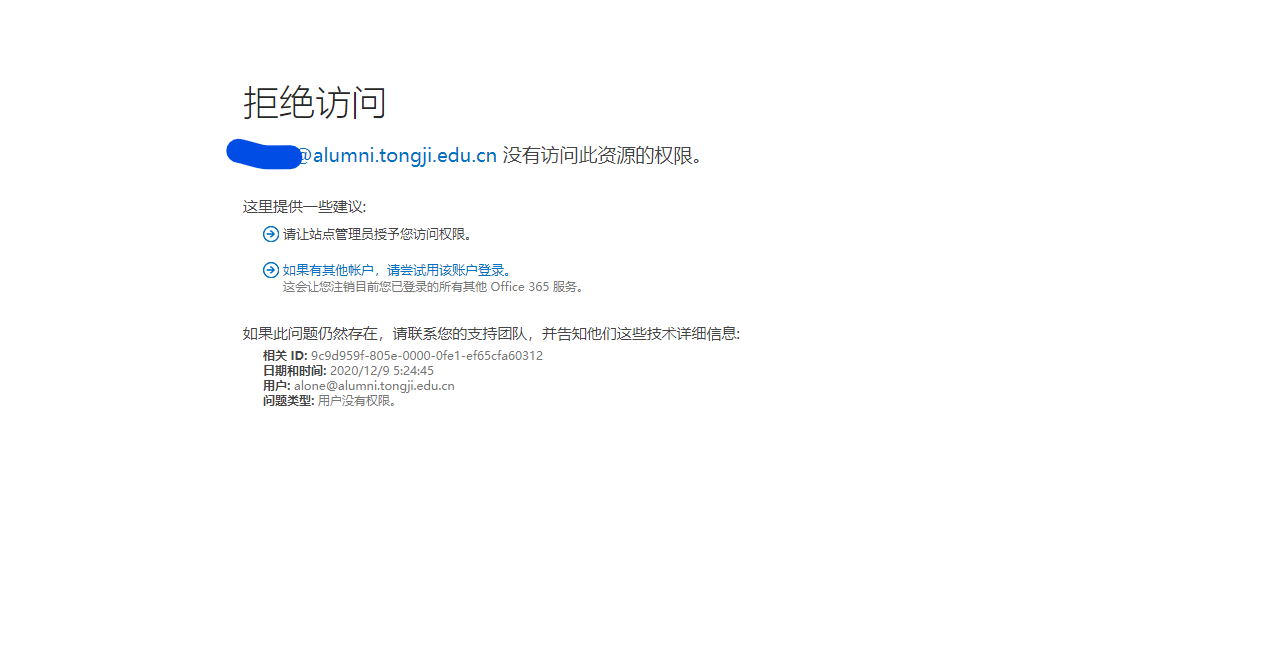 拒绝访问
@alumni.tongji.edu.cn 没有访问此资源的权限。
这里提供一些建议:
请让站点管理员授予您访问权限。
如果有其他帐户，请尝试用该账户登录。
这会让您注销目前您已登录的所有其他 Office 365 服务。
如果此问题仍然存在，请联系您的支持团队，并告知他们这些技术详细信息:
相关 ID: 9c9d959f-805e-0000-0fe1-ef65cfa60312
日期和时间: 2020/12/9 5:24:45
用户: alone@alumni.tongji.edu.cn
问题类型: 用户没有权限。